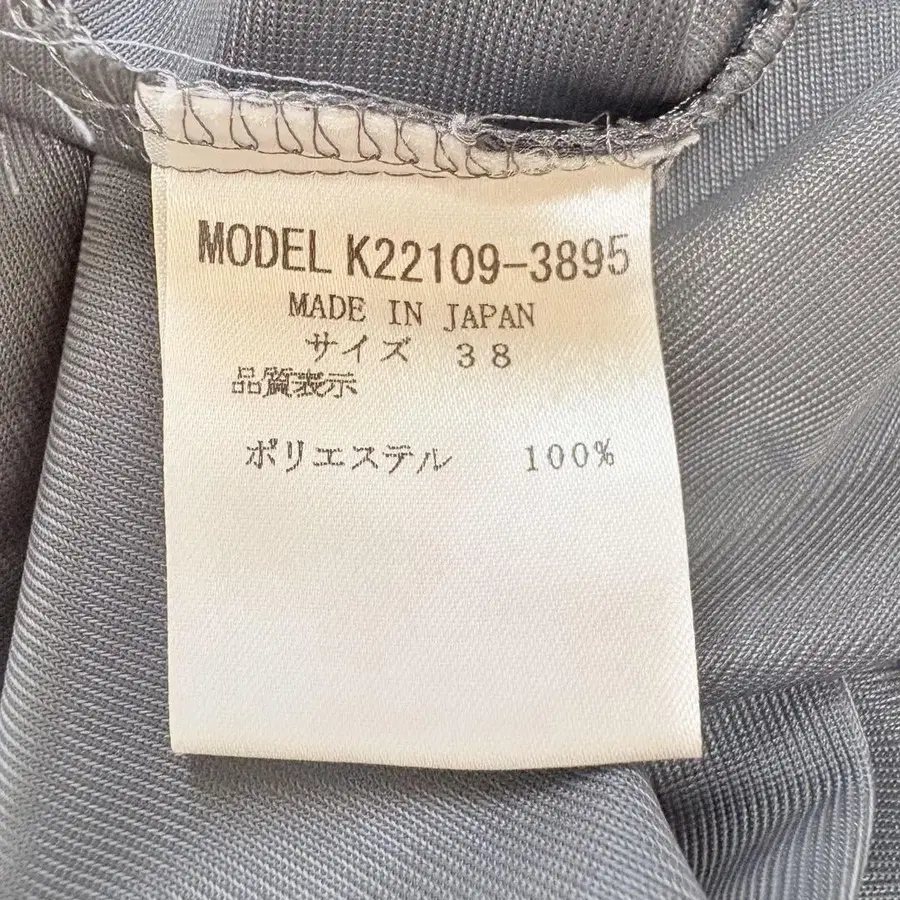 MODEL K22109-3895
MADE IN JAPAN
サイズ 38
品質表示
ポリエステル 100%